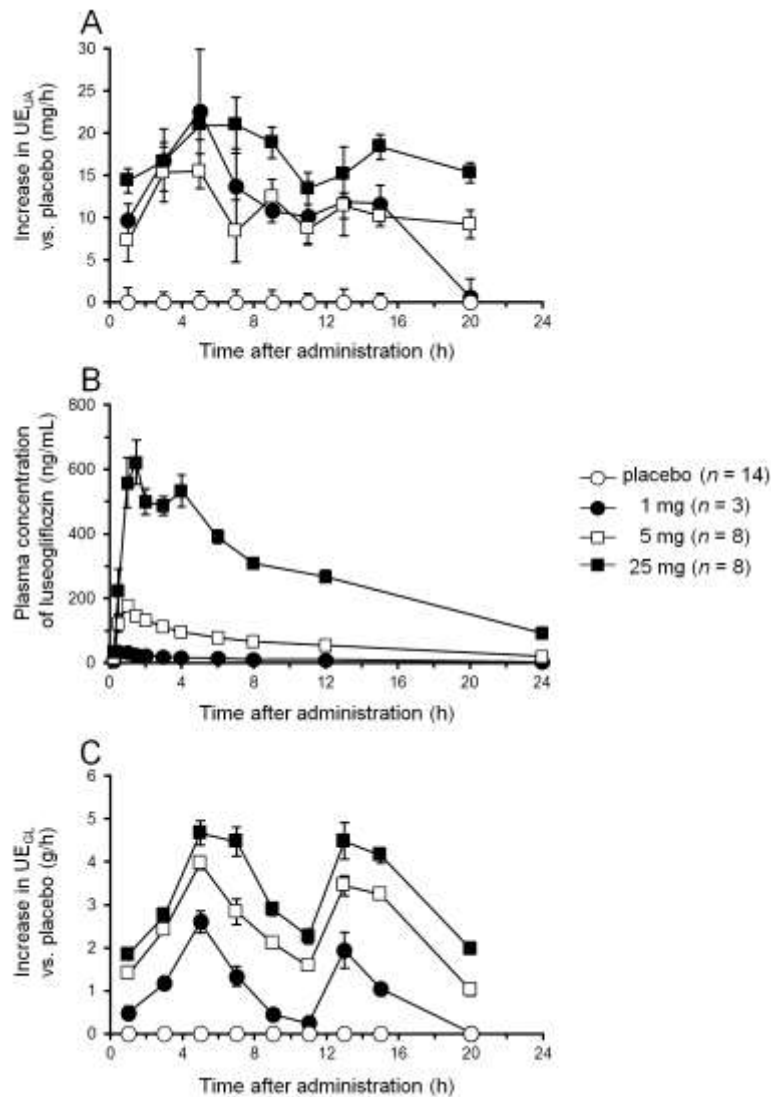 A
Increase in UE_UA
vs. placebo (mg/h)
30
25
20
15
10
5
0
0 4 8 12 16 20 24
Time after administration (h)
B
Plasma concentration
of luseogliflozin (ng/mL)
800
600
400
200
0
0 4 8 12 16 20 24
Time after administration (h)
placebo (n = 14)
1 mg (n = 3)
5 mg (n = 8)
25 mg (n = 8)
C
Increase in UE_GL
vs. placebo (g/h)
6
5
4
3
2
1
0
0 4 8 12 16 20 24
Time after administration (h)